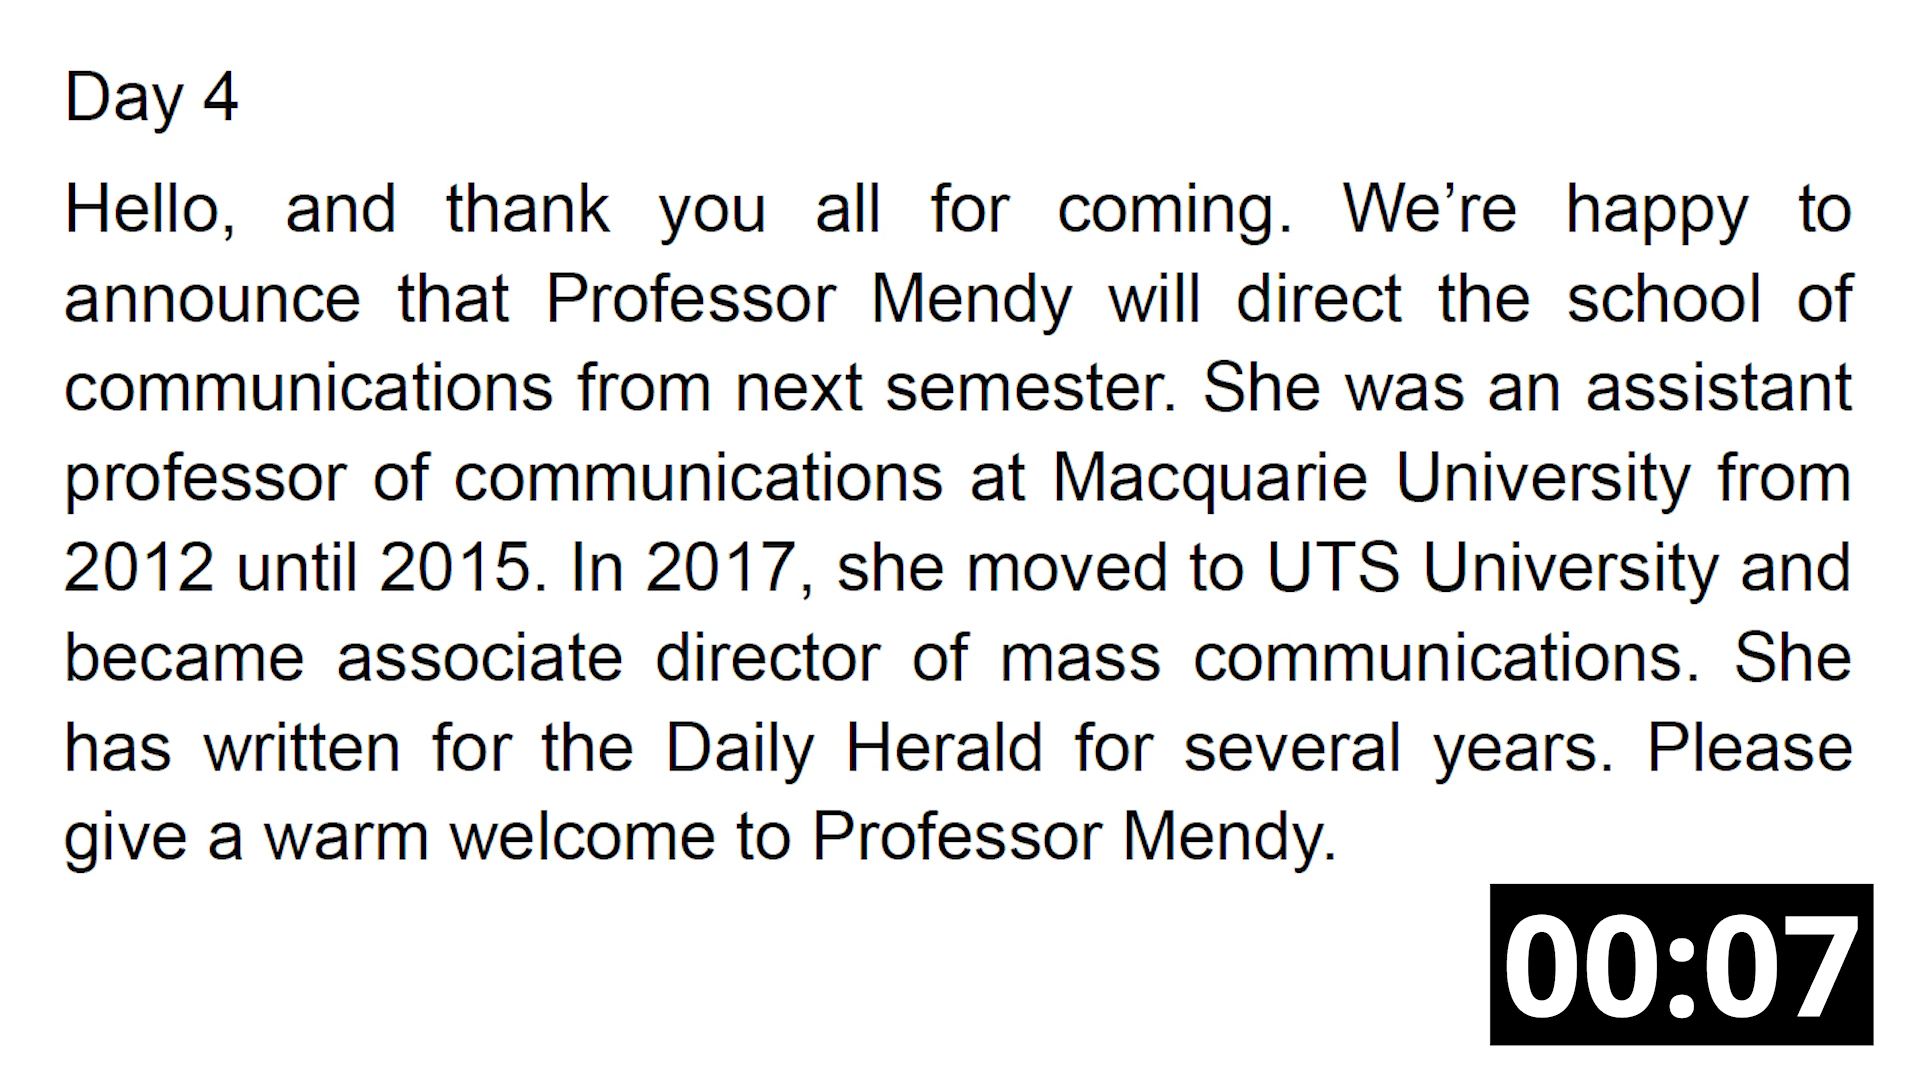 Day 4
Hello, and thank you all for coming. We’re happy to
announce that Professor Mendy will direct the school of
communications from next semester. She was an assistant
professor of communications at Macquarie University from
2012 until 2015. In 2017, she moved to UTS University and
became associate director of mass communications. She
has written for the Daily Herald for several years. Please
give a warm welcome to Professor Mendy.
00:07